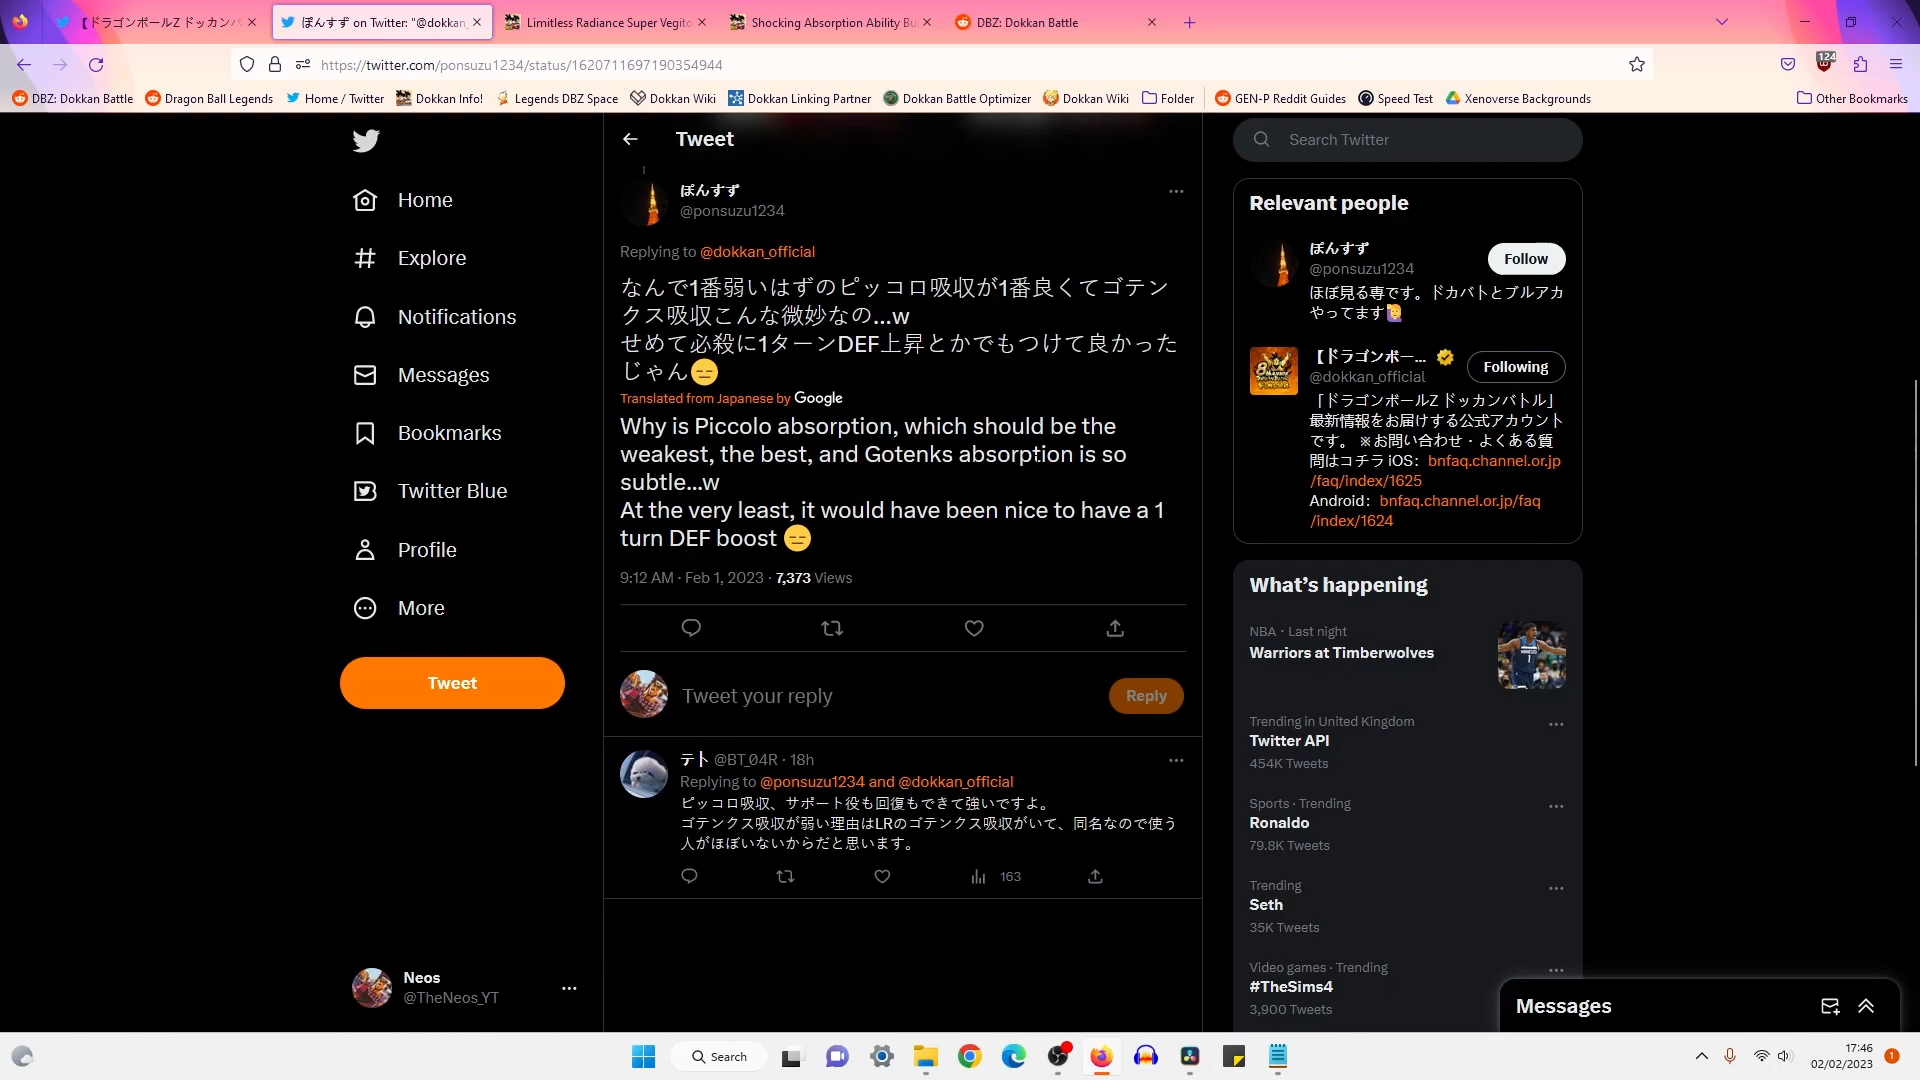 【ドラゴンボールZ ドッカンバ
ぽんすず on Twitter: "@dokkan_
Limitless Radiance Super Vegito
Shocking Absorption Ability Bu
DBZ: Dokkan Battle
https://twitter.com/ponsuzu1234/status/1620711697190354944
124
DBZ: Dokkan Battle
Dragon Ball Legends
Home / Twitter
Dokkan Info!
Legends DBZ Space
Dokkan Wiki
Dokkan Linking Partner
Dokkan Battle Optimizer
Dokkan Wiki
Folder
GEN-P Reddit Guides
Speed Test
Xenoverse Backgrounds
Other Bookmarks
Home
Explore
Notifications
Messages
Bookmarks
Twitter Blue
Profile
More
Tweet
Neos
@TheNeos_YT
Tweet
ぽんすず
@ponsuzu1234
Replying to @dokkan_official
なんで1番弱いはずのピッコロ吸収が1番良くてゴテン
クス吸収こんな微妙なの...w
せめて必殺に1ターンDEF上昇とかでもつけて良かった
じゃん😑
Translated from Japanese by Google
Why is Piccolo absorption, which should be the
weakest, the best, and Gotenks absorption is so
subtle...w
At the very least, it would have been nice to have a 1
turn DEF boost 😑
9:12 AM · Feb 1, 2023 · 7,373 Views
Tweet your reply
Reply
テト @BT_04R · 18h
Replying to @ponsuzu1234 and @dokkan_official
ピッコロ吸収、サポート役も回復もできて強いですよ。
ゴテンクス吸収が弱い理由はLRのゴテンクス吸収がいて、同名なので使う
人がほぼいないからだと思います。
163
Search Twitter
Relevant people
ぽんすず
@ponsuzu1234
Follow
ほぼ見る専です。ドカバトとブルアカ
やってます🙋
【ドラゴンボー...
@dokkan_official
Following
「ドラゴンボールZ ドッカンバトル」
最新情報をお届けする公式アカウント
です。 ※お問い合わせ・よくある質
問はコチラ iOS：bnfaq.channel.or.jp
/faq/index/1625
Android：bnfaq.channel.or.jp/faq
/index/1624
What's happening
NBA · Last night
Warriors at Timberwolves
Trending in United Kingdom
Twitter API
454K Tweets
Sports · Trending
Ronaldo
79.8K Tweets
Trending
Seth
35K Tweets
Video games · Trending
#TheSims4
3,900 Tweets
Messages
Search
17:46
02/02/2023
1